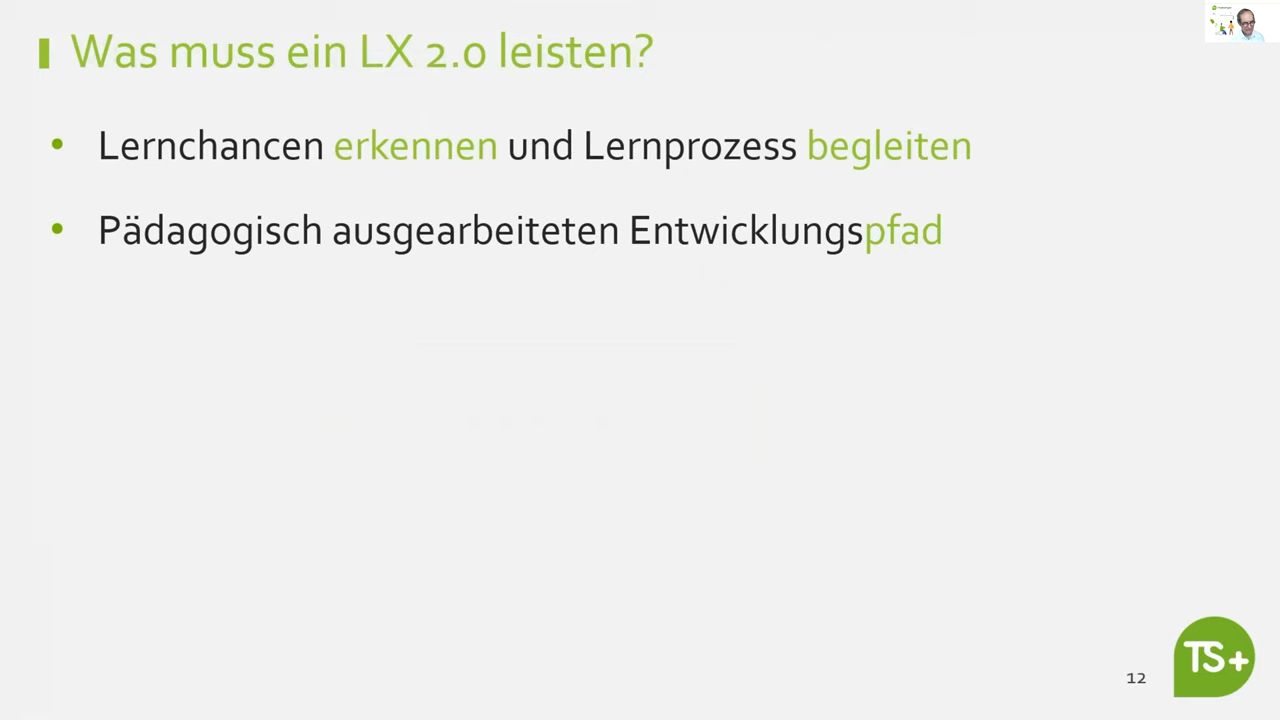 Was muss ein LX 2.0 leisten?
• Lernchancen erkennen und Lernprozess begleiten
• Pädagogisch ausgearbeiteten Entwicklungspfad
12
TS+